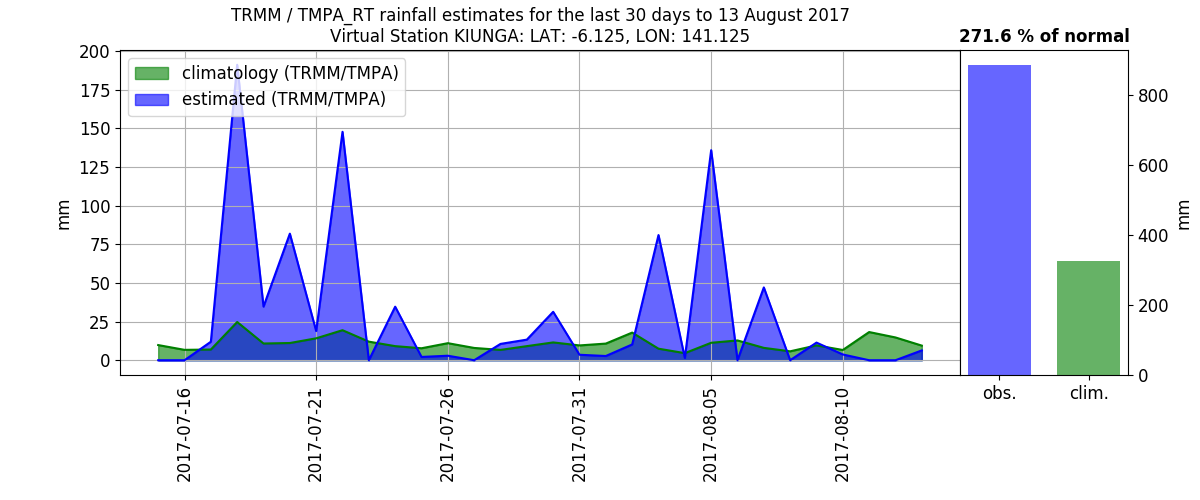 TRMM / TMPA_RT rainfall estimates for the last 30 days to 13 August 2017
Virtual Station KIUNGA: LAT: -6.125, LON: 141.125
271.6 % of normal
climatology (TRMM/TMPA)
estimated (TRMM/TMPA)
200
175
150
125
100
75
50
25
0
mm
2017-07-16
2017-07-21
2017-07-26
2017-07-31
2017-08-05
2017-08-10
800
600
400
200
0
mm
obs.
clim.